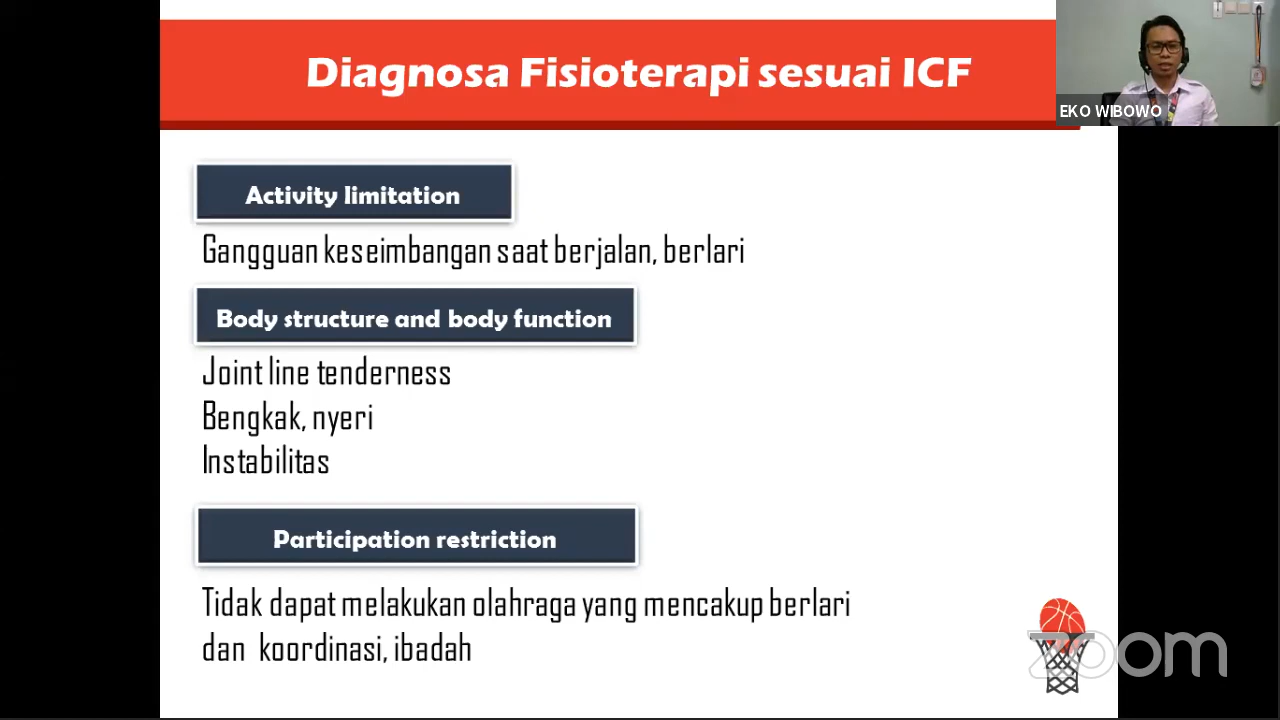 Diagnosa Fisioterapi sesuai ICF
EKO WIBOWO
Activity limitation
Gangguan keseimbangan saat berjalan, berlari
Body structure and body function
Joint line tenderness
Bengkak, nyeri
Instabilitas
Participation restriction
Tidak dapat melakukan olahraga yang mencakup berlari
dan koordinasi, ibadah
zoom